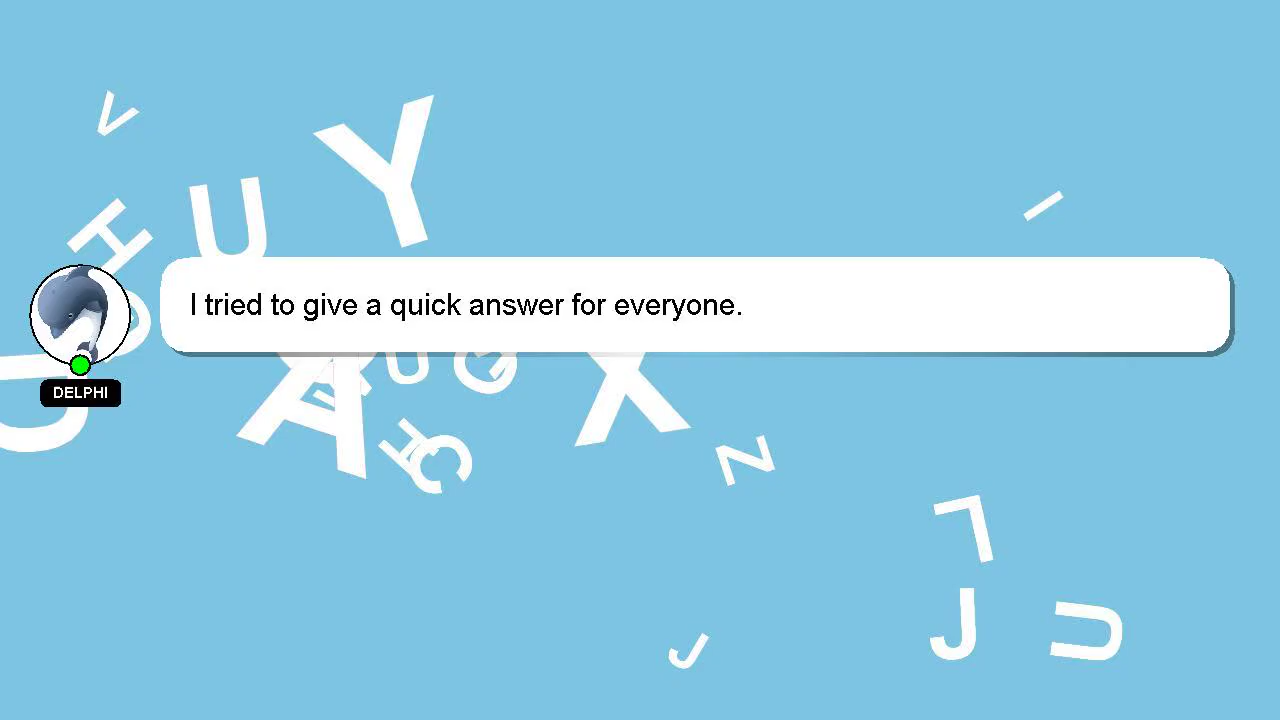 V
Y
U
H
I
I tried to give a quick answer for everyone.
DELPHI
A
U
G
X
H
C
N
L
J
U
J